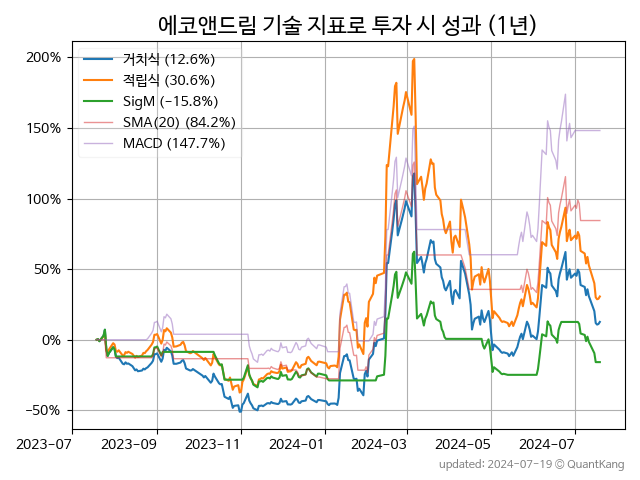 에코앤드림 기술 지표로 투자 시 성과 (1년)
거치식 (12.6%)
적립식 (30.6%)
SigM (−15.8%)
SMA(20) (84.2%)
MACD (147.7%)
200%
150%
100%
50%
0%
−50%
2023-07 2023-09 2023-11 2024-01 2024-03 2024-05 2024-07
updated: 2024-07-19 © QuantKang